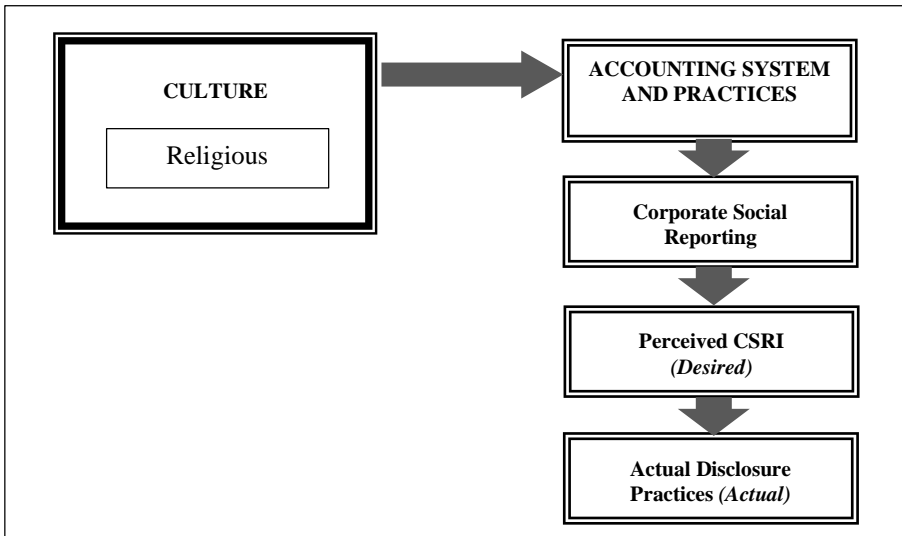 CULTURE
Religious
ACCOUNTING SYSTEM
AND PRACTICES
Corporate Social
Reporting
Perceived CSRI
(Desired)
Actual Disclosure
Practices (Actual)